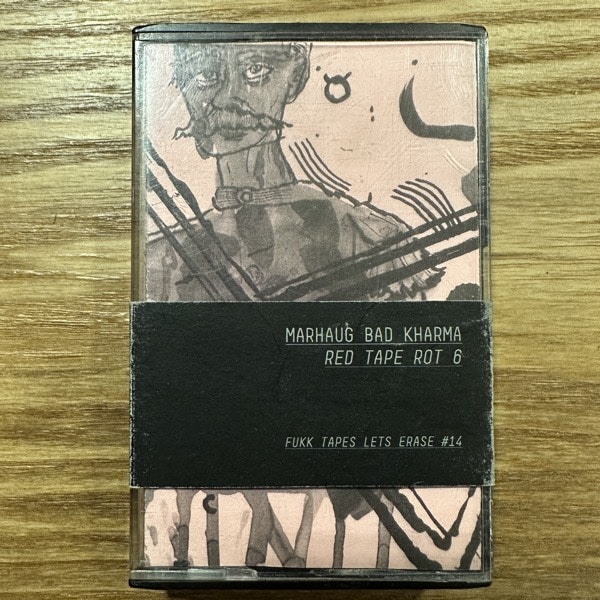 MARHAUG BAD KHARMA
RED TAPE ROT 6
FUKK TAPES LETS ERASE #14